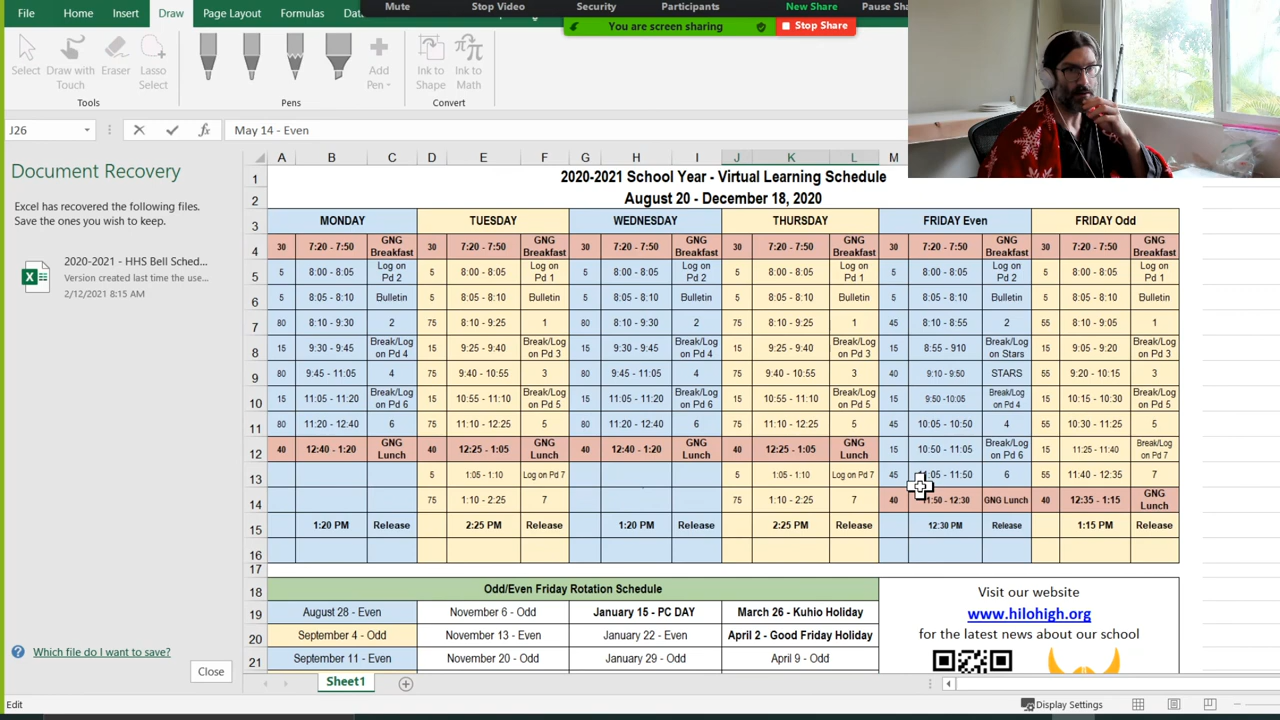 File Home Insert Draw Page Layout Formulas
Mute Stop Video Security Participants New Share Pause Sha
You are screen sharing Stop Share
Select Draw with Touch Eraser Lasso Select Add Pen Ink to Shape Ink to Math
Tools Pens Convert
J26 fx May 14 - Even
Document Recovery
Excel has recovered the following files.
Save the ones you wish to keep.
2020-2021 - HHS Bell Sched...
Version created last time the use...
2/12/2021 8:15 AM
Which file do I want to save?
Close
A B C D E F G H I J K L M N O P Q R
1 2020-2021 School Year - Virtual Learning Schedule
2 August 20 - December 18, 2020
3 MONDAY TUESDAY WEDNESDAY THURSDAY FRIDAY Even FRIDAY Odd
4 30 7:20 - 7:50 GNG Breakfast 30 7:20 - 7:50 GNG Breakfast 30 7:20 - 7:50 GNG Breakfast 30 7:20 - 7:50 GNG Breakfast 30 7:20 - 7:50 GNG Breakfast 30 7:20 - 7:50 GNG Breakfast
5 5 8:00 - 8:05 Log on Pd 2 5 8:00 - 8:05 Log on Pd 1 5 8:00 - 8:05 Log on Pd 2 5 8:00 - 8:05 Log on Pd 1 5 8:00 - 8:05 Log on Pd 2 5 8:00 - 8:05 Log on Pd 1
6 5 8:05 - 8:10 Bulletin 5 8:05 - 8:10 Bulletin 5 8:05 - 8:10 Bulletin 5 8:05 - 8:10 Bulletin 5 8:05 - 8:10 Bulletin 5 8:05 - 8:10 Bulletin
7 80 8:10 - 9:30 2 75 8:10 - 9:25 1 80 8:10 - 9:30 2 75 8:10 - 9:25 1 45 8:10 - 8:55 2 55 8:10 - 9:05 1
8 15 9:30 - 9:45 Break/Log on Pd 4 15 9:25 - 9:40 Break/Log on Pd 3 15 9:30 - 9:45 Break/Log on Pd 4 15 9:25 - 9:40 Break/Log on Pd 3 15 8:55 - 910 Break/Log on Stars 15 9:05 - 9:20 Break/Log on Pd 3
9 80 9:45 - 11:05 4 75 9:40 - 10:55 3 80 9:45 - 11:05 4 75 9:40 - 10:55 3 40 9:10 - 9:50 STARS 55 9:20 - 10:15 3
10 15 11:05 - 11:20 Break/Log on Pd 6 15 10:55 - 11:10 Break/Log on Pd 5 15 11:05 - 11:20 Break/Log on Pd 6 15 10:55 - 11:10 Break/Log on Pd 5 15 9:50 -10:05 Break/Log on Pd 4 15 10:15 - 10:30 Break/Log on Pd 5
11 80 11:20 - 12:40 6 75 11:10 - 12:25 5 80 11:20 - 12:40 6 75 11:10 - 12:25 5 45 10:05 - 10:50 4 55 10:30 - 11:25 5
12 40 12:40 - 1:20 GNG Lunch 40 12:25 - 1:05 GNG Lunch 40 12:40 - 1:20 GNG Lunch 40 12:25 - 1:05 GNG Lunch 15 10:50 - 11:05 Break/Log on Pd 6 15 11:25 - 11:40 Break/Log on Pd 7
13 5 1:05 - 1:10 Log on Pd 7 5 1:05 - 1:10 Log on Pd 7 45 11:05 - 11:50 6 55 11:40 - 12:35 7
14 75 1:10 - 2:25 7 75 1:10 - 2:25 7 40 11:50 - 12:30 GNG Lunch 40 12:35 - 1:15 GNG Lunch
15 1:20 PM Release 2:25 PM Release 1:20 PM Release 2:25 PM Release 12:30 PM Release 1:15 PM Release
16
17
18 Odd/Even Friday Rotation Schedule Visit our website
19 August 28 - Even November 6 - Odd January 15 - PC DAY March 26 - Kuhio Holiday www.hilohigh.org
20 September 4 - Odd November 13 - Even January 22 - Even April 2 - Good Friday Holiday for the latest news about our school
21 September 11 - Even November 20 - Odd January 29 - Odd April 9 - Odd
Sheet1
Edit Display Settings